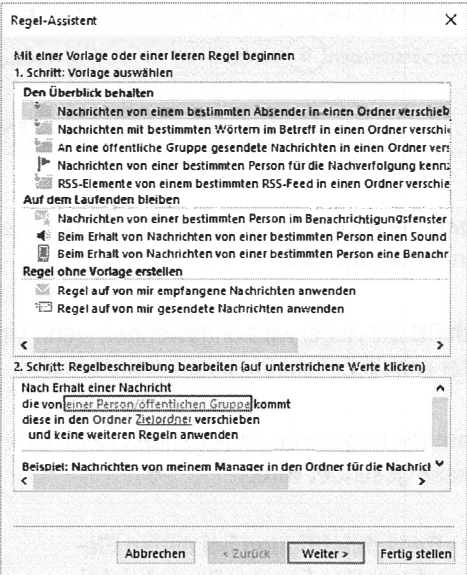 Regel-Assistent
Mit einer Vorlage oder einer leeren Regel beginnen
1. Schritt: Vorlage auswählen
Den Überblick behalten
Nachrichten von einem bestimmten Absender in einen Ordner verschieb
Nachrichten mit bestimmten Wörtern im Betreff in einen Ordner verschi
An eine öffentliche Gruppe gesendete Nachrichten in einen Ordner vers
Nachrichten von einer bestimmten Person für die Nachverfolgung kennz
RSS-Elemente von einem bestimmten RSS-Feed in einen Ordner verschie
Auf dem Laufenden bleiben
Nachrichten von einer bestimmten Person im Benachrichtigungsfenster
Beim Erhalt von Nachrichten von einer bestimmten Person einen Sound
Beim Erhalt von Nachrichten von einer bestimmten Person eine Benachr
Regel ohne Vorlage erstellen
Regel auf von mir empfangene Nachrichten anwenden
Regel auf von mir gesendete Nachrichten anwenden
2. Schritt: Regelbeschreibung bearbeiten (auf unterstrichene Werte klicken)
Nach Erhalt einer Nachricht
die von einer Person/öffentlichen Gruppe kommt
diese in den Ordner Zielordner verschieben
und keine weiteren Regeln anwenden
Beispiel: Nachrichten von meinem Manager in den Ordner für die Nachricht
Abbrechen < Zurück Weiter > Fertig stellen